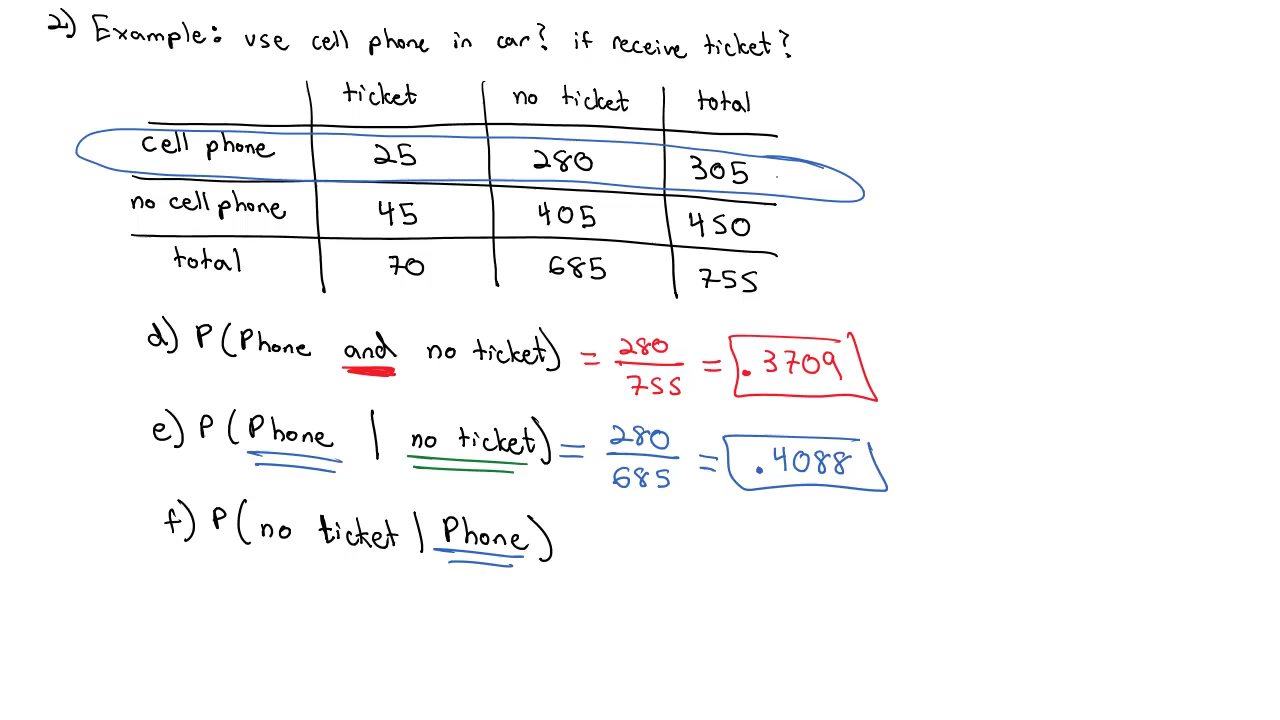 2) Example: use cell phone in car? if receive ticket?
ticket no ticket total
cell phone 25 280 305
no cell phone 45 405 450
total 70 685 755
d) P(Phone and no ticket) = 280/755 = .3709
e) P(Phone | no ticket) = 280/685 = .4088
f) P(no ticket | Phone)